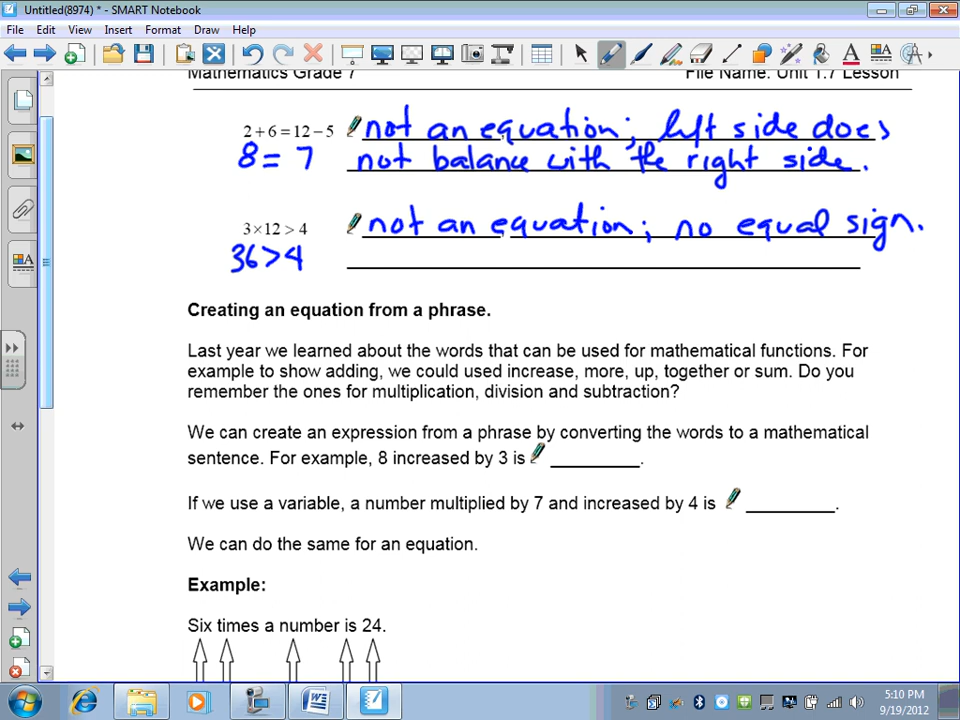 Untitled(8974) * - SMART Notebook
File Edit View Insert Format Draw Help
Mathematics Grade 7 File Name: Unit 1.7 Lesson
2 + 6 = 12 − 5 not an equation; left side does
8 = 7 not balance with the right side.
3 × 12 > 4 not an equation; no equal sign.
36 > 4
Creating an equation from a phrase.
Last year we learned about the words that can be used for mathematical functions. For
example to show adding, we could used increase, more, up, together or sum. Do you
remember the ones for multiplication, division and subtraction?
We can create an expression from a phrase by converting the words to a mathematical
sentence. For example, 8 increased by 3 is _________.
If we use a variable, a number multiplied by 7 and increased by 4 is _________.
We can do the same for an equation.
Example:
Six times a number is 24.
5:10 PM
9/19/2012